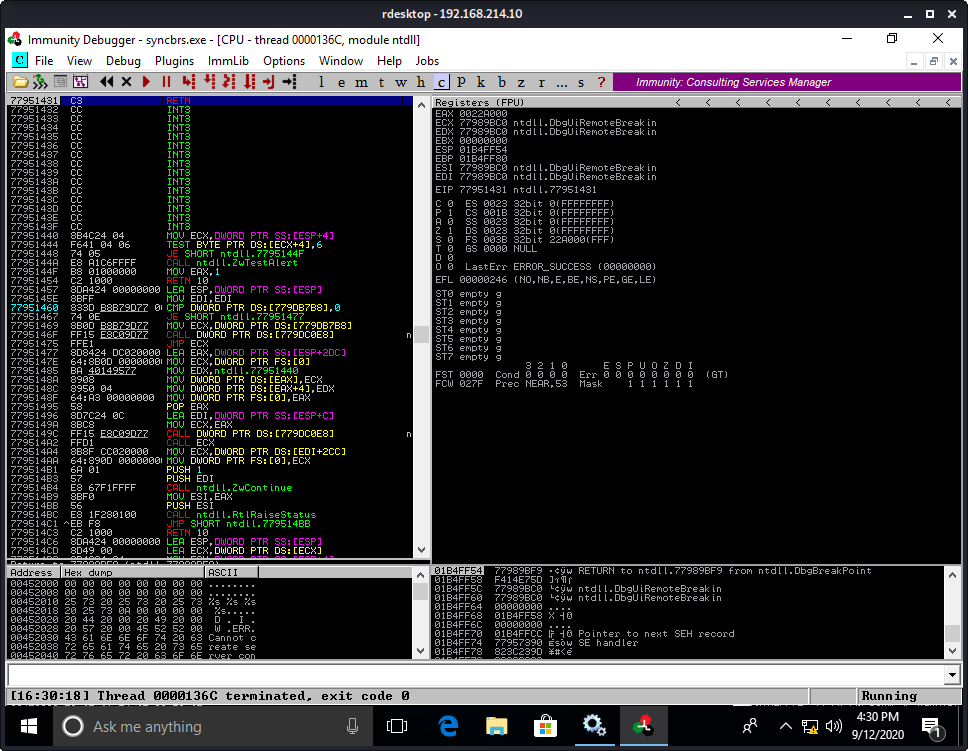 rdesktop - 192.168.214.10
Immunity Debugger - syncbrs.exe - [CPU - thread 0000136C, module ntdll]
C File View Debug Plugins ImmLib Options Window Help Jobs
l e m t w h c P k b z r ... s ? Immunity: Consulting Services Manager
77951431 C3 RETN
77951432 CC INT3
77951433 CC INT3
77951434 CC INT3
77951435 CC INT3
77951436 CC INT3
77951437 CC INT3
77951438 CC INT3
77951439 CC INT3
7795143A CC INT3
7795143B CC INT3
7795143C CC INT3
7795143D CC INT3
7795143E CC INT3
7795143F CC INT3
77951440 8B4C24 04 MOV ECX,DWORD PTR SS:[ESP+4]
77951444 F641 04 06 TEST BYTE PTR DS:[ECX+4],6
77951448 74 05 JE SHORT ntdll.7795144F
7795144A E8 A1C6FFFF CALL ntdll.ZwTestAlert
7795144F B8 01000000 MOV EAX,1
77951454 C2 1000 RETN 10
77951457 8DA424 00000000 LEA ESP,DWORD PTR SS:[ESP]
7795145E 8BFF MOV EDI,EDI
77951460 833D B8B79D77 0 CMP DWORD PTR DS:[779DB7B8],0
77951467 74 0E JE SHORT ntdll.77951477
77951469 8B0D B8B79D77 MOV ECX,DWORD PTR DS:[779DB7B8]
7795146F FF15 E8C09D77 CALL DWORD PTR DS:[779DC0E8] n
77951475 FFE1 JMP ECX
77951477 8D8424 DC020000 LEA EAX,DWORD PTR SS:[ESP+2DC]
7795147E 64:8B0D 0000000 MOV ECX,DWORD PTR FS:[0]
77951485 BA 40149577 MOV EDX,ntdll.77951440
7795148A 8908 MOV DWORD PTR DS:[EAX],ECX
7795148C 8950 04 MOV DWORD PTR DS:[EAX+4],EDX
7795148F 64:A3 00000000 MOV DWORD PTR FS:[0],EAX
77951495 58 POP EAX
77951496 8D7C24 0C LEA EDI,DWORD PTR SS:[ESP+C]
7795149A 8BC8 MOV ECX,EAX
7795149C FF15 E8C09D77 CALL DWORD PTR DS:[779DC0E8] n
779514A2 FFD1 CALL ECX
779514A4 8B8F CC020000 MOV ECX,DWORD PTR DS:[EDI+2CC]
779514AA 64:890D 0000000 MOV DWORD PTR FS:[0],ECX
779514B1 6A 01 PUSH 1
779514B3 57 PUSH EDI
779514B4 E8 67F1FFFF CALL ntdll.ZwContinue
779514B9 8BF0 MOV ESI,EAX
779514BB 56 PUSH ESI
779514BC E8 1F280100 CALL ntdll.RtlRaiseStatus
779514C1 ^EB F8 JMP SHORT ntdll.779514BB
779514C3 C2 1000 RETN 10
779514C6 8DA424 00000000 LEA ESP,DWORD PTR SS:[ESP]
779514CD 8D49 00 LEA ECX,DWORD PTR DS:[ECX]
Registers (FPU) < < < < < < < < < <
EAX 0022A000
ECX 77989BC0 ntdll.DbgUiRemoteBreakin
EDX 77989BC0 ntdll.DbgUiRemoteBreakin
EBX 00000000
ESP 01B4FF54
EBP 01B4FF80
ESI 77989BC0 ntdll.DbgUiRemoteBreakin
EDI 77989BC0 ntdll.DbgUiRemoteBreakin
EIP 77951431 ntdll.77951431
C 0 ES 0023 32bit 0(FFFFFFFF)
P 1 CS 001B 32bit 0(FFFFFFFF)
A 0 SS 0023 32bit 0(FFFFFFFF)
Z 1 DS 0023 32bit 0(FFFFFFFF)
S 0 FS 003B 32bit 22A000(FFF)
T 0 GS 0000 NULL
D 0
O 0 LastErr ERROR_SUCCESS (00000000)
EFL 00000246 (NO,NB,E,BE,NS,PE,GE,LE)
ST0 empty g
ST1 empty g
ST2 empty g
ST3 empty g
ST4 empty g
ST5 empty g
ST6 empty g
ST7 empty g
3 2 1 0 E S P U O Z D I
FST 0000 Cond 0 0 0 0 Err 0 0 0 0 0 0 0 0 (GT)
FCW 027F Prec NEAR,53 Mask 1 1 1 1 1 1
Address Hex dump ASCII
00452000 00 00 00 00 00 00 00 00 ........
00452008 00 00 00 00 00 00 00 00 ........
00452010 25 73 20 25 73 20 25 73 %s %s %s
00452018 20 25 73 0A 00 00 00 00 %s.....
00452020 20 44 20 00 20 49 20 00 D . I .
00452028 20 57 20 00 45 52 52 00 W .ERR.
00452030 43 61 6E 6E 6F 74 20 63 Cannot c
00452038 72 65 61 74 65 20 73 65 reate se
00452040 72 76 65 72 20 63 6F 6E rver con
01B4FF54 77989BF9 RETURN to ntdll.77989BF9 from ntdll.DbgBreakPoint
01B4FF58 F414E75D
01B4FF5C 77989BC0 ntdll.DbgUiRemoteBreakin
01B4FF60 77989BC0 ntdll.DbgUiRemoteBreakin
01B4FF64 00000000 ....
01B4FF68 01B4FF58
01B4FF6C 00000000 ....
01B4FF70 01B4FFCC Pointer to next SEH record
01B4FF74 77957390 SE handler
01B4FF78 823C239D
[16:30:18] Thread 0000136C terminated, exit code 0 Running
Ask me anything
4:30 PM
9/12/2020
1